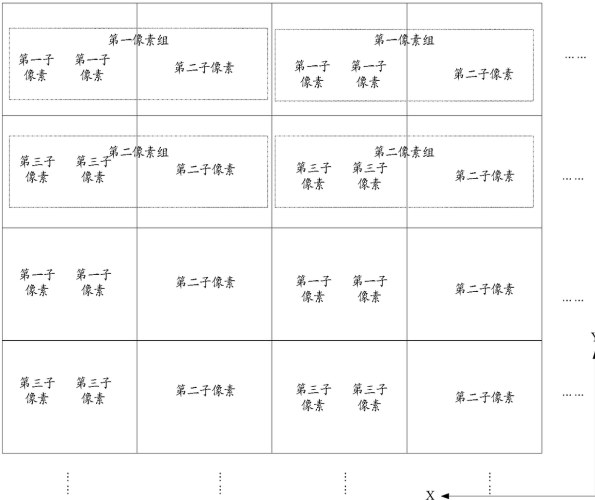 第一像素组 第一像素组
第一子 第一子 第二子像素 第一子 第一子 第二子像素 ……
像素 像素 像素 像素
第二像素组 第二像素组
第三子 第三子 第二子像素 第三子 第三子 第二子像素 ……
像素 像素 像素 像素
第一子 第一子 第二子像素 第一子 第一子 第二子像素 ……
像素 像素 像素 像素
Y
第三子 第三子 第二子像素 第三子 第三子 第二子像素 ……
像素 像素 像素 像素
…… …… …… ……
X